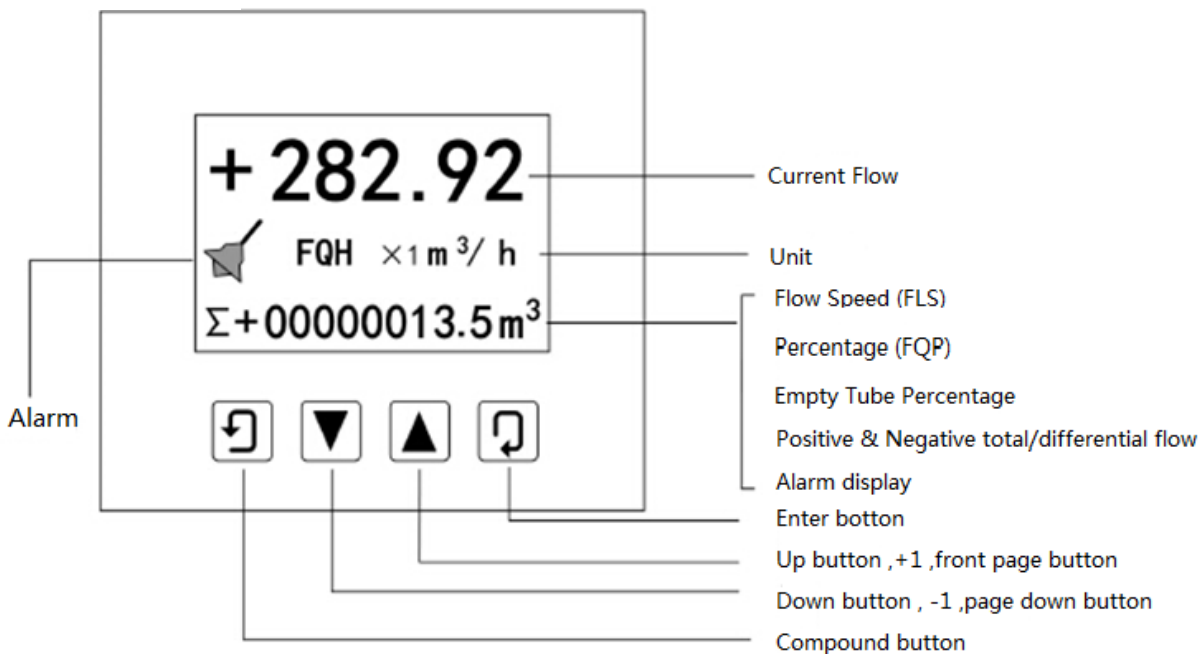 +282.92
Current Flow
FQH ×1 m³/ h
Unit
Σ+00000013.5m³
Flow Speed (FLS)
Percentage (FQP)
Empty Tube Percentage
Positive & Negative total/differential flow
Alarm display
Alarm
Enter botton
Up button ,+1 ,front page button
Down button , -1 ,page down button
Compound button